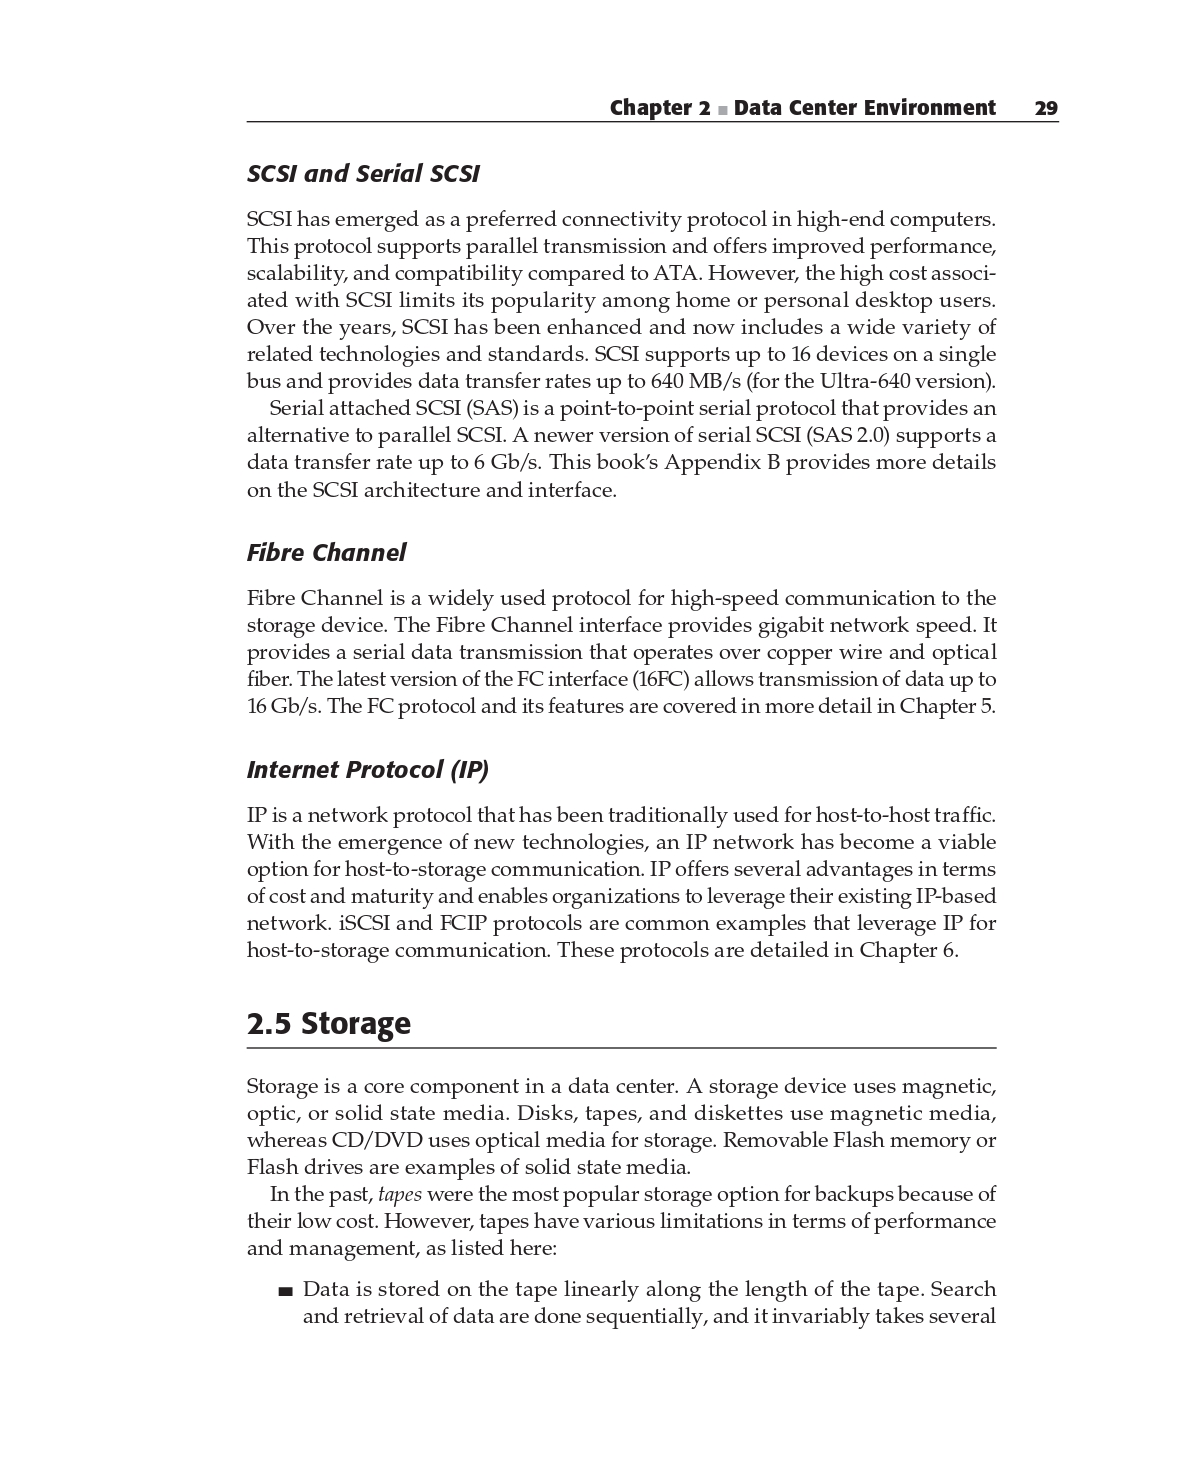 Chapter 2 ■ Data Center Environment 29
SCSI and Serial SCSI
SCSI has emerged as a preferred connectivity protocol in high-end computers.
This protocol supports parallel transmission and offers improved performance,
scalability, and compatibility compared to ATA. However, the high cost associ-
ated with SCSI limits its popularity among home or personal desktop users.
Over the years, SCSI has been enhanced and now includes a wide variety of
related technologies and standards. SCSI supports up to 16 devices on a single
bus and provides data transfer rates up to 640 MB/s (for the Ultra-640 version).
Serial attached SCSI (SAS) is a point-to-point serial protocol that provides an
alternative to parallel SCSI. A newer version of serial SCSI (SAS 2.0) supports a
data transfer rate up to 6 Gb/s. This book’s Appendix B provides more details
on the SCSI architecture and interface.
Fibre Channel
Fibre Channel is a widely used protocol for high-speed communication to the
storage device. The Fibre Channel interface provides gigabit network speed. It
provides a serial data transmission that operates over copper wire and optical
fiber. The latest version of the FC interface (16FC) allows transmission of data up to
16 Gb/s. The FC protocol and its features are covered in more detail in Chapter 5.
Internet Protocol (IP)
IP is a network protocol that has been traditionally used for host-to-host traffic.
With the emergence of new technologies, an IP network has become a viable
option for host-to-storage communication. IP offers several advantages in terms
of cost and maturity and enables organizations to leverage their existing IP-based
network. iSCSI and FCIP protocols are common examples that leverage IP for
host-to-storage communication. These protocols are detailed in Chapter 6.
2.5 Storage
Storage is a core component in a data center. A storage device uses magnetic,
optic, or solid state media. Disks, tapes, and diskettes use magnetic media,
whereas CD/DVD uses optical media for storage. Removable Flash memory or
Flash drives are examples of solid state media.
In the past, tapes were the most popular storage option for backups because of
their low cost. However, tapes have various limitations in terms of performance
and management, as listed here:
■ Data is stored on the tape linearly along the length of the tape. Search
and retrieval of data are done sequentially, and it invariably takes several